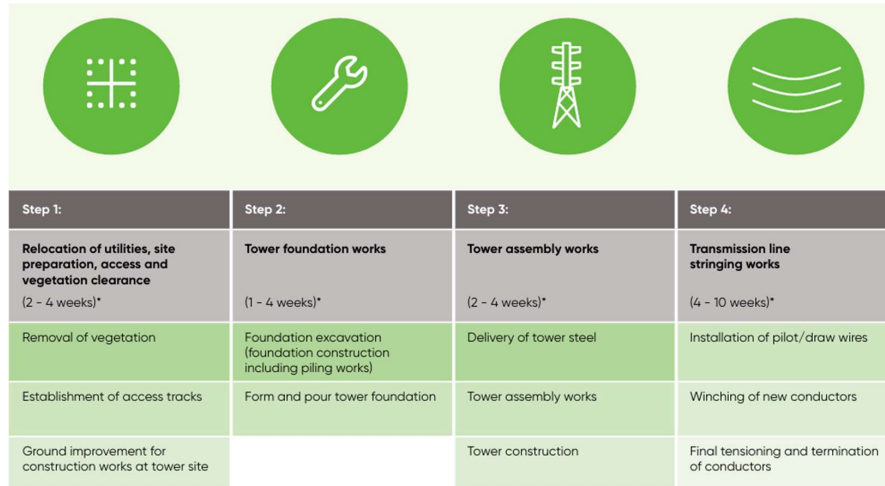 Step 1:
Step 2:
Step 3:
Step 4:
Relocation of utilities, site
preparation, access and
vegetation clearance
(2 - 4 weeks)*
Tower foundation works
(1 - 4 weeks)*
Tower assembly works
(2 - 4 weeks)*
Transmission line
stringing works
(4 - 10 weeks)*
Removal of vegetation
Foundation excavation
(foundation construction
including piling works)
Delivery of tower steel
Installation of pilot/draw wires
Establishment of access tracks
Form and pour tower foundation
Tower assembly works
Winching of new conductors
Ground improvement for
construction works at tower site
Tower construction
Final tensioning and termination
of conductors